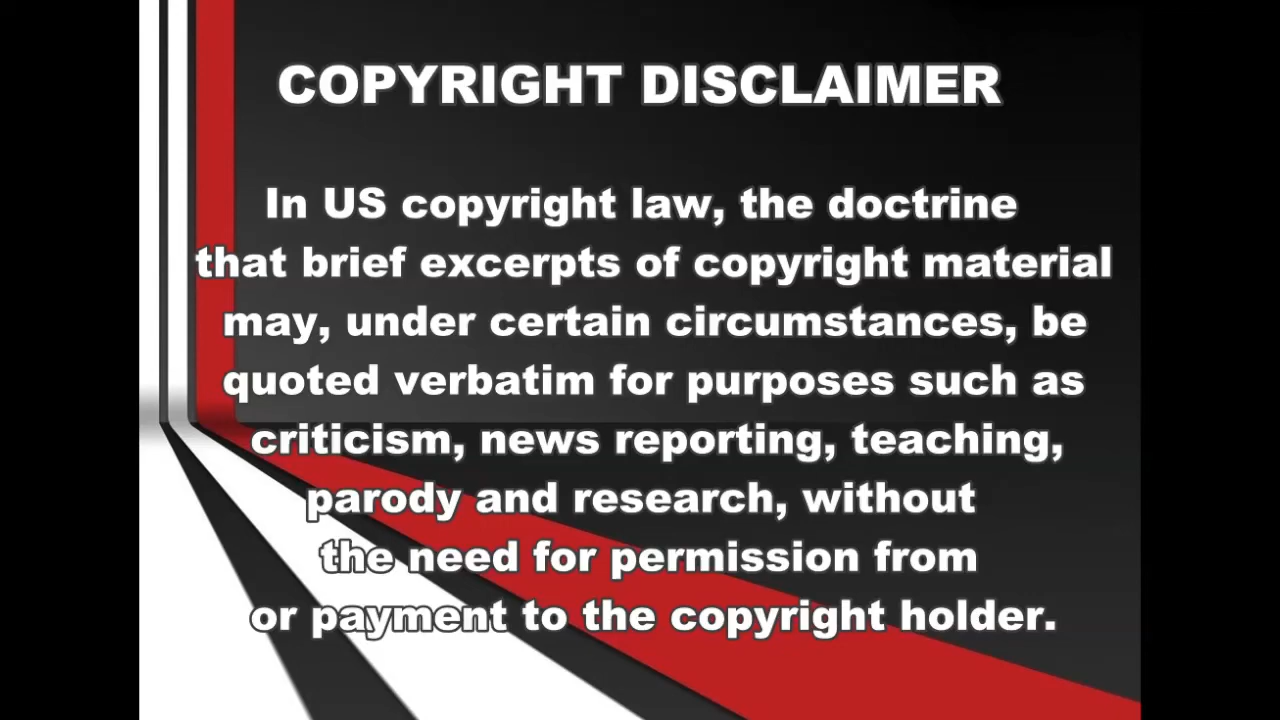 COPYRIGHT DISCLAIMER
In US copyright law, the doctrine
that brief excerpts of copyright material
may, under certain circumstances, be
quoted verbatim for purposes such as
criticism, news reporting, teaching,
parody and research, without
the need for permission from
or payment to the copyright holder.